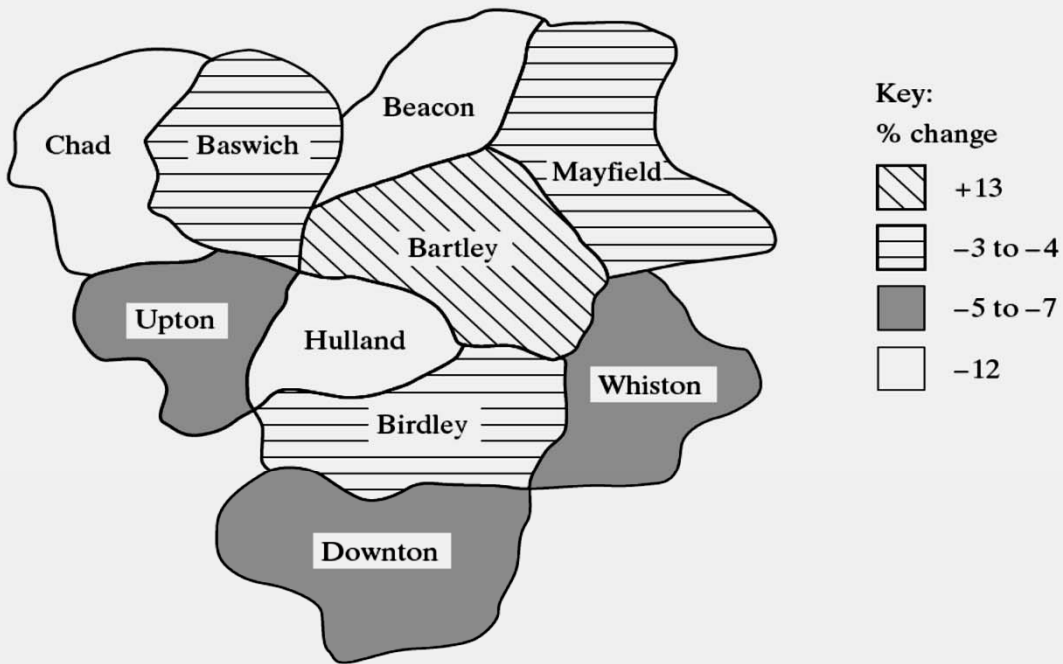 Beacon
Chad
Baswich
Mayfield
Bartley
Upton
Hulland
Whiston
Birdley
Downton
Key:
% change
+13
−3 to −4
−5 to −7
−12